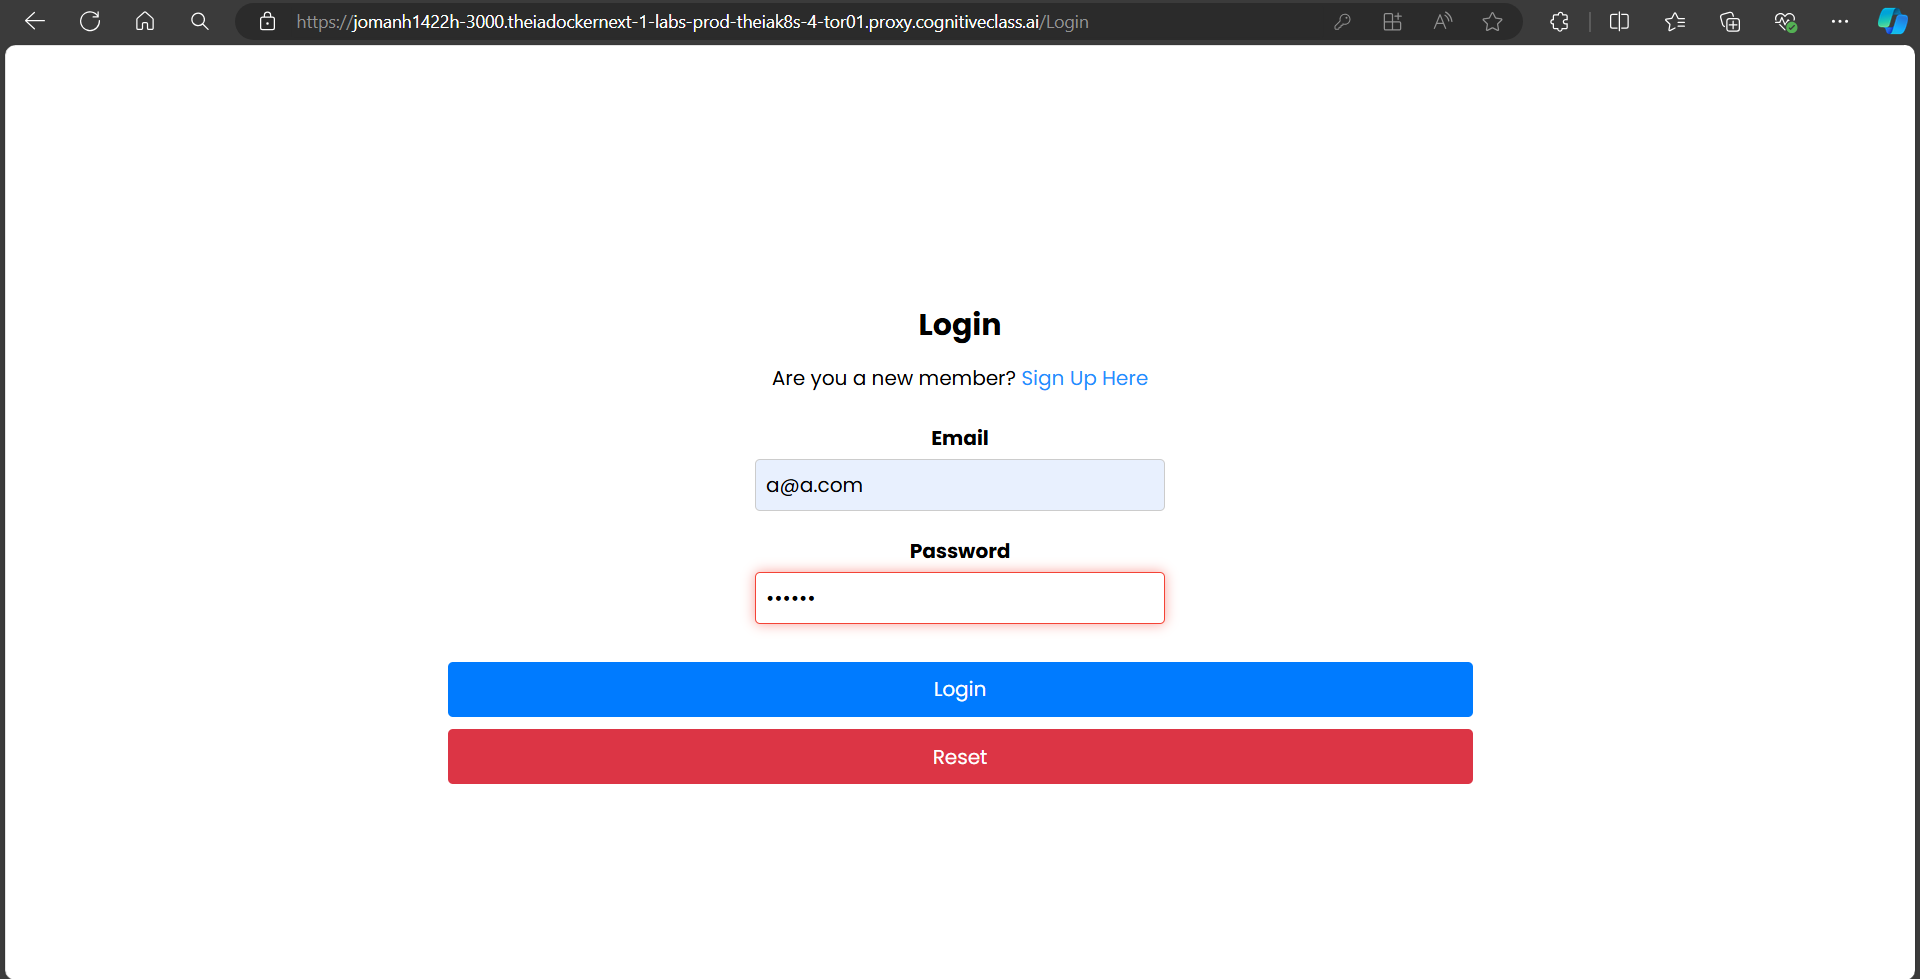 https://jomanh1422h-3000.theiadockernext-1-labs-prod-theiak8s-4-tor01.proxy.cognitiveclass.ai/Login
Login
Are you a new member? Sign Up Here
Email
a@a.com
Password
••••••
Login
Reset